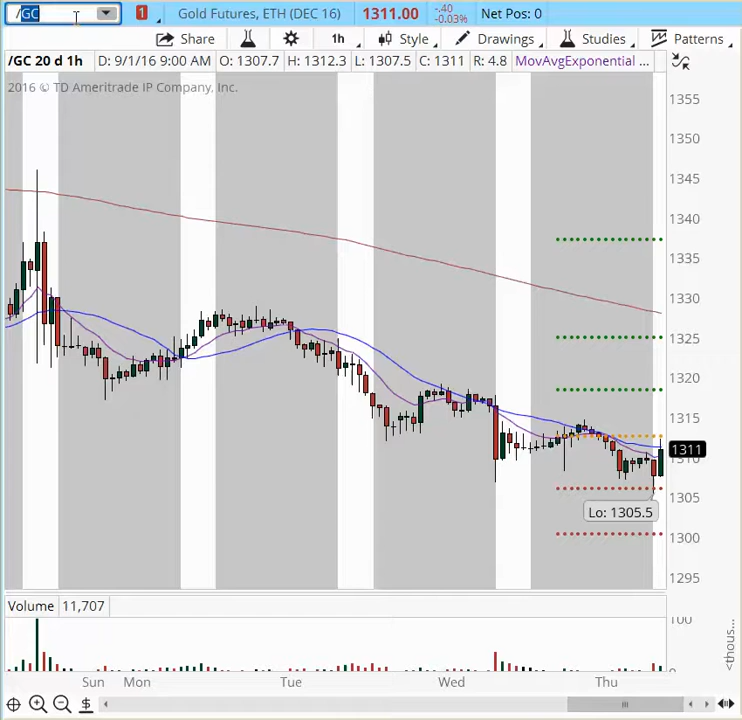 /GC 1 Gold Futures, ETH (DEC 16) 1311.00 -.40 -0.03% Net Pos: 0
Share 1h Style Drawings Studies Patterns
/GC 20 d 1h D: 9/1/16 9:00 AM O: 1307.7 H: 1312.3 L: 1307.5 C: 1311 R: 4.8 MovAvgExponential ...
2016 © TD Ameritrade IP Company, Inc.
1355
1350
1345
1340
1335
1330
1325
1320
1315
1311
1310
1305
Lo: 1305.5
1300
1295
Volume 11,707
100
<thous...
0
Sun Mon Tue Wed Thu